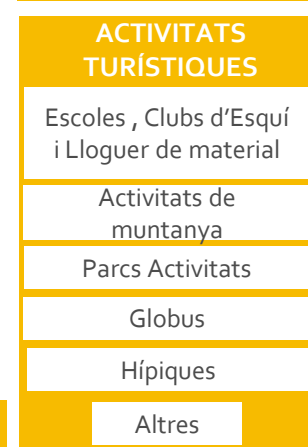 ACTIVITATS
TURÍSTIQUES
Escoles , Clubs d’Esquí
i Lloguer de material
Activitats de
muntanya
Parcs Activitats
Globus
Hípiques
Altres